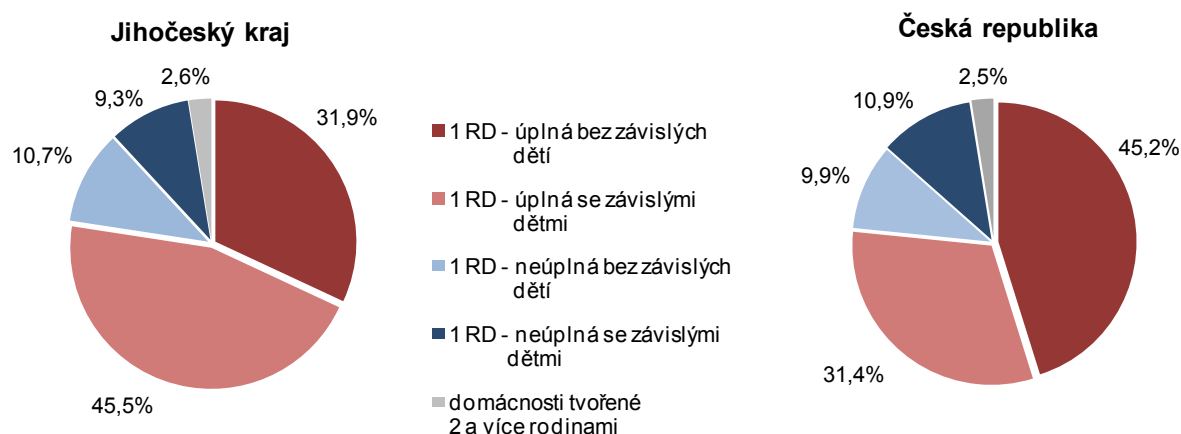 Jihočeský kraj
2,6%
9,3%
31,9%
10,7%
45,5%
1 RD - úplná bez závislých
dětí
1 RD - úplná se závislými
dětmi
1 RD - neúplná bez závislých
dětí
1 RD - neúplná se závislými
dětmi
domácnosti tvořené
2 a více rodinami
Česká republika
2,5%
10,9%
45,2%
9,9%
31,4%